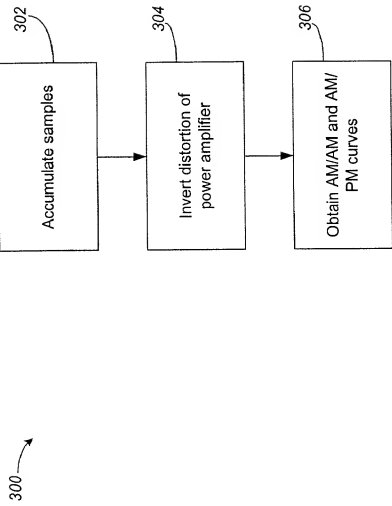 300
302
Accumulate samples
304
Invert distortion of
power amplifier
306
Obtain AM/AM and AM/
PM curves